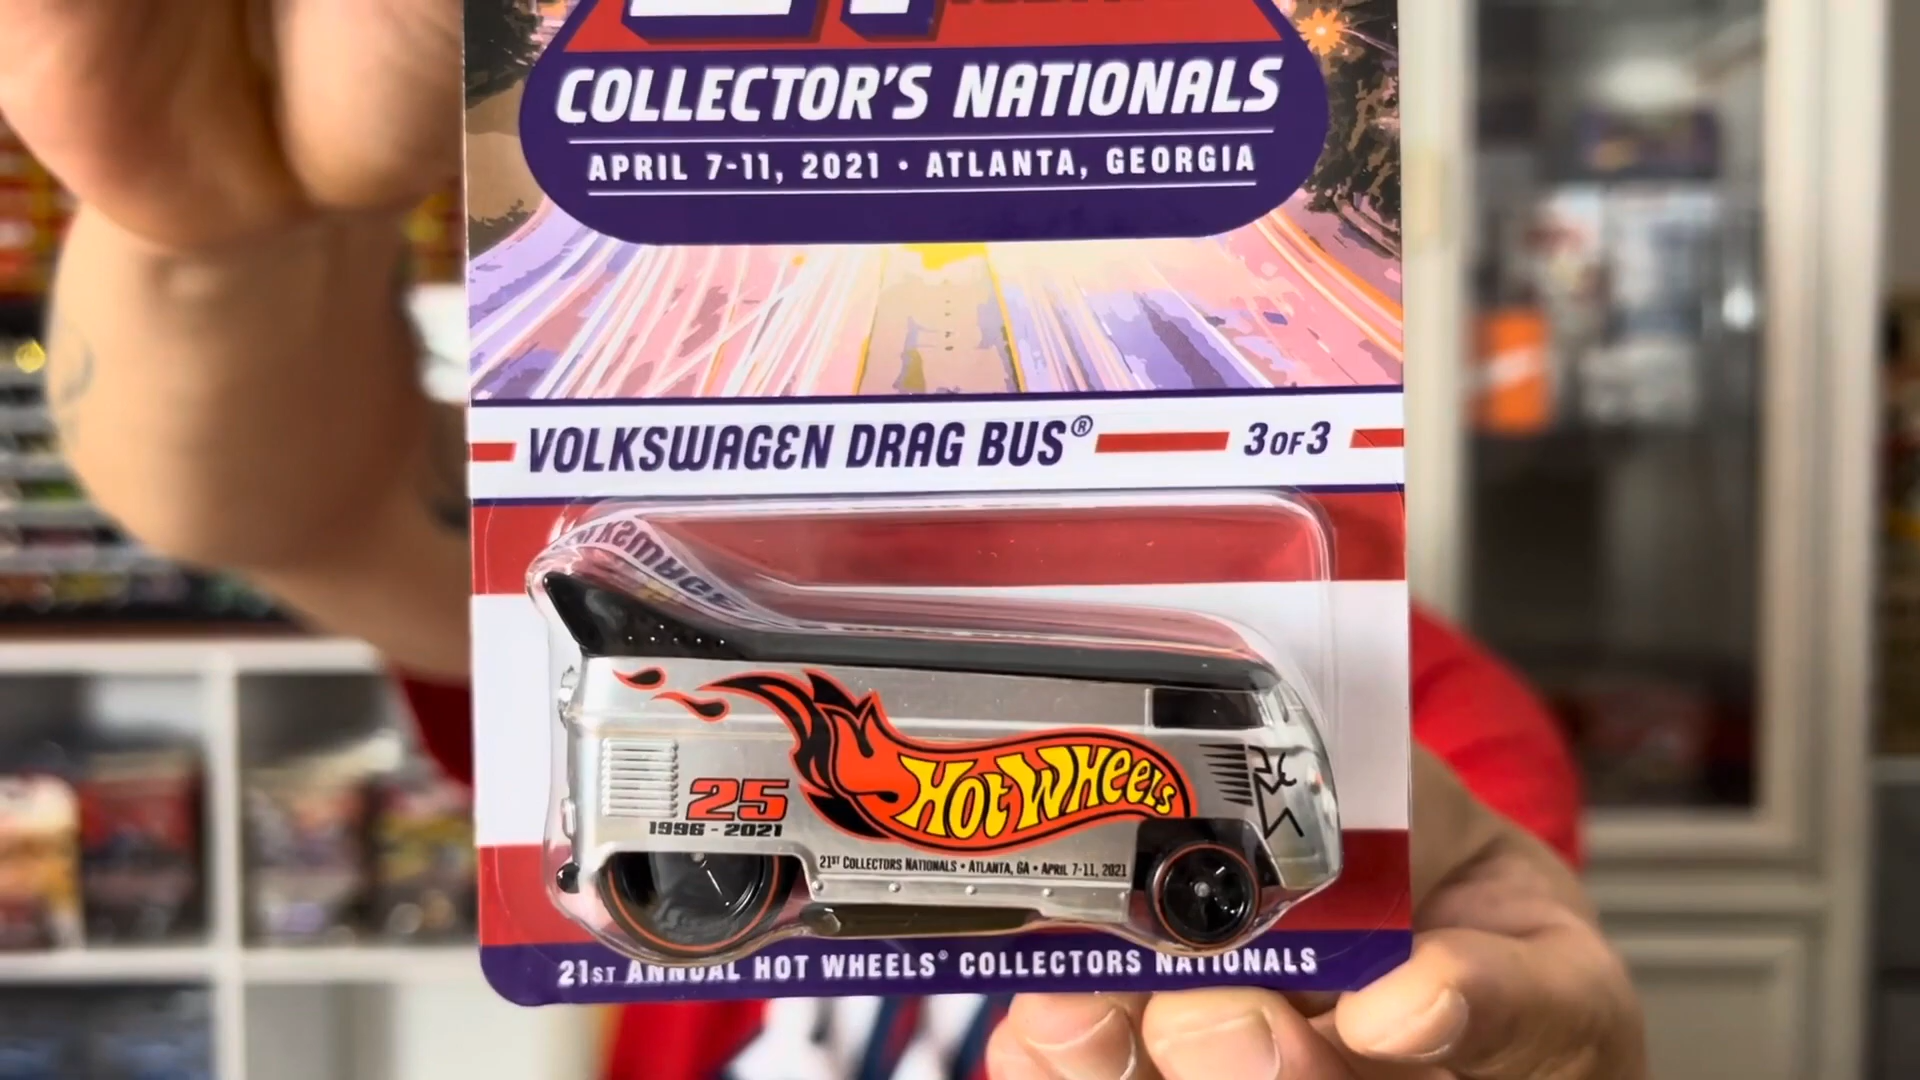 COLLECTOR'S NATIONALS
APRIL 7-11, 2021 • ATLANTA, GEORGIA
VOLKSWAGEN DRAG BUS® 3 OF 3
HOT WHEELS
25
1996 - 2021
21ST COLLECTORS NATIONALS • ATLANTA, GA • APRIL 7-11, 2021
21ST ANNUAL HOT WHEELS® COLLECTORS NATIONALS